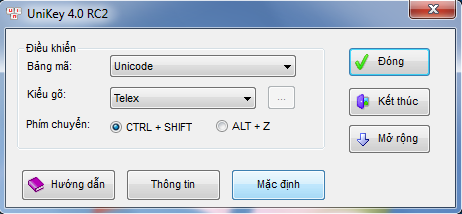 UniKey 4.0 RC2
Điều khiển
Bảng mã: Unicode
Đóng
Kiểu gõ: Telex ...
Kết thúc
Phím chuyển: CTRL + SHIFT ALT + Z
Mở rộng
Hướng dẫn Thông tin Mặc định